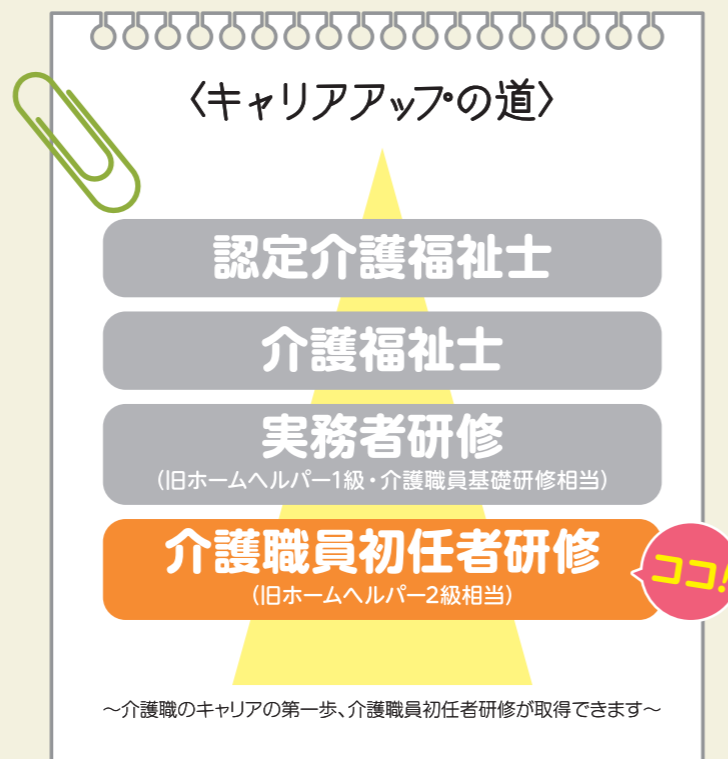 〈キャリアアップの道〉
認定介護福祉士
介護福祉士
実務者研修
(旧ホームヘルパー1級・介護職員基礎研修相当)
介護職員初任者研修
(旧ホームヘルパー2級相当)
ココ!
～介護職のキャリアの第一歩、介護職員初任者研修が取得できます～